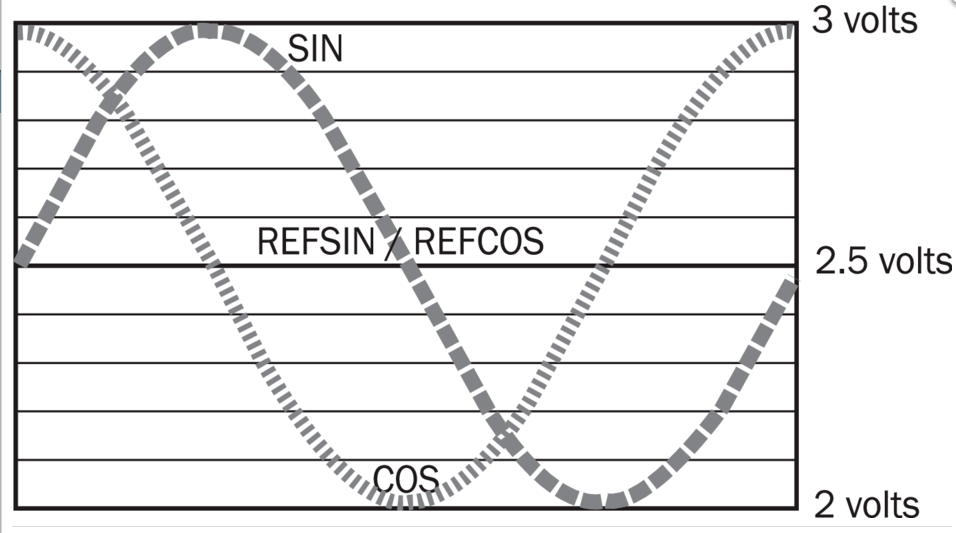 3 volts
SIN
REFSIN / REFCOS
2.5 volts
COS
2 volts